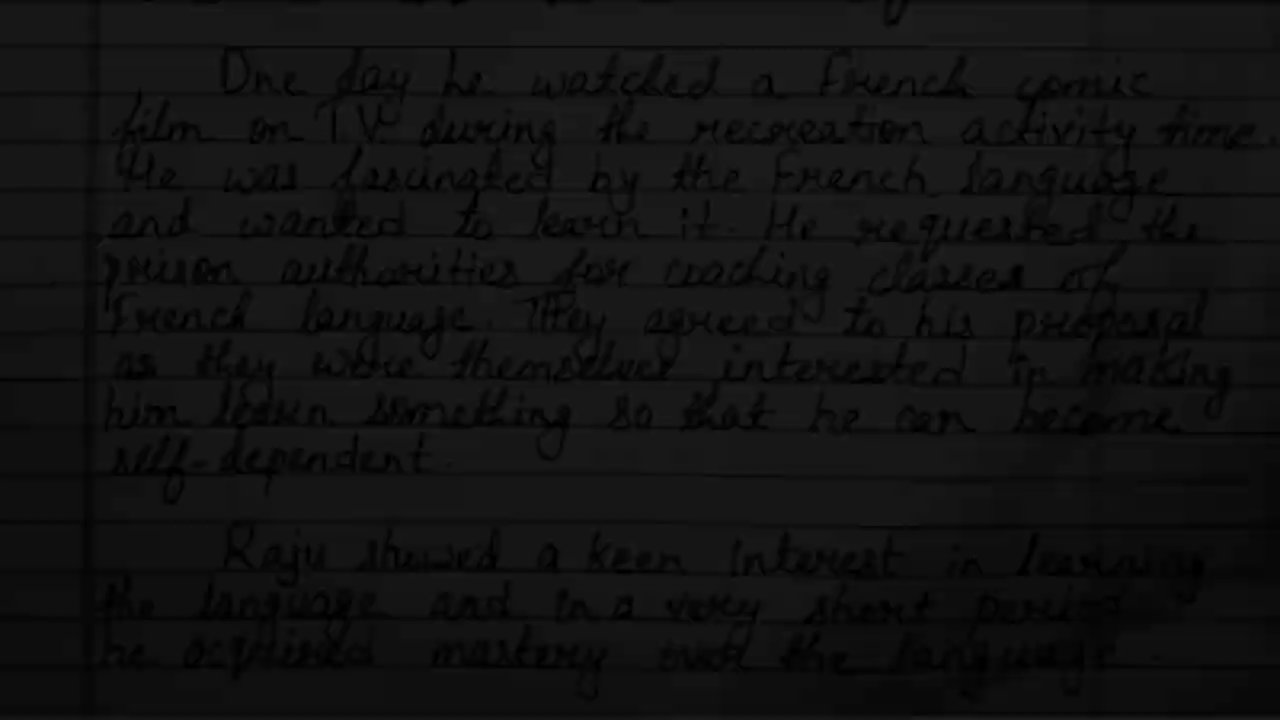 One day he watched a French comic
film on T.V. during the recreation activity time.
He was fascinated by the French language
and wanted to learn it. He requested the
prison authorities for coaching classes of
French language. They agreed to his proposal
as they were themselves interested in making
him learn something so that he can become
self-dependent.
Raju showed a keen interest in learning
the language and in a very short period
he acquired mastery over the language.